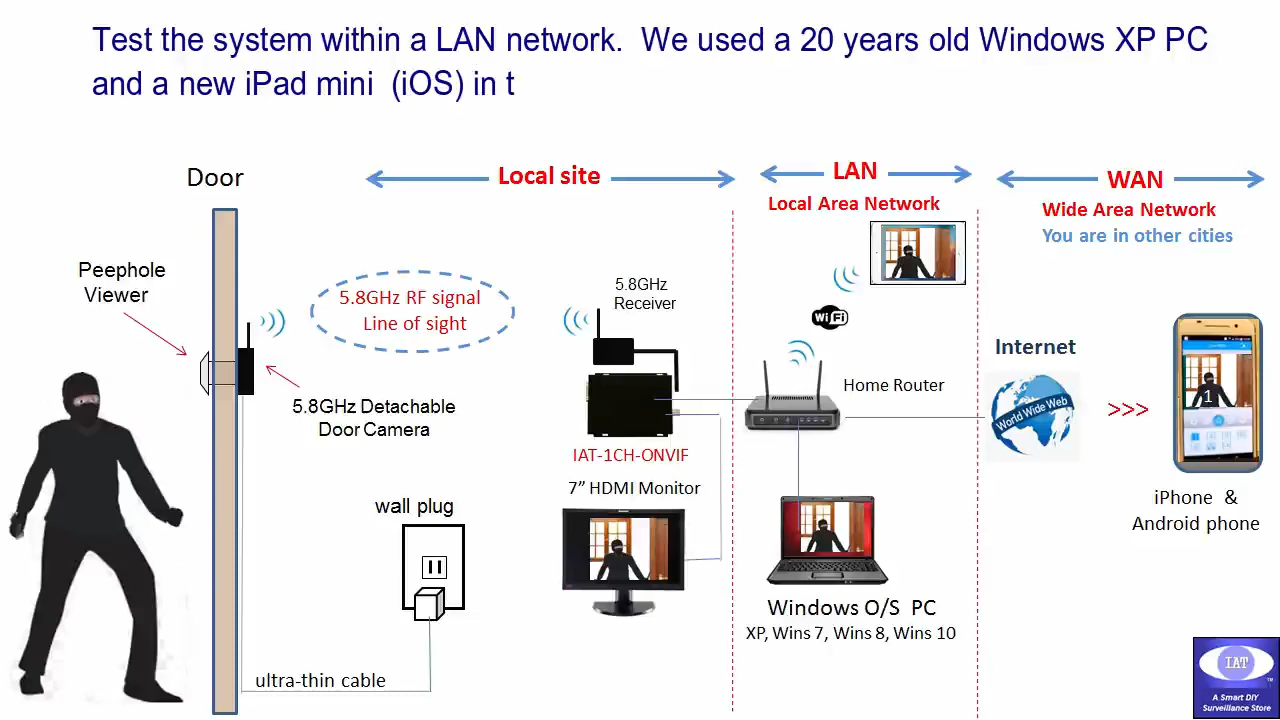 Test the system within a LAN network.  We used a 20 years old Windows XP PC
and a new iPad mini  (iOS) in t
Door
Local site
LAN
Local Area Network
WAN
Wide Area Network
You are in other cities
Peephole
Viewer
5.8GHz RF signal
Line of sight
5.8GHz
Receiver
WiFi
Internet
World Wide Web
>>>
1
Home Router
5.8GHz Detachable
Door Camera
IAT-1CH-ONVIF
7” HDMI Monitor
wall plug
iPhone  &
Android phone
Windows O/S  PC
XP, Wins 7, Wins 8, Wins 10
ultra-thin cable
IAT
TM
A Smart DIY
Surveillance Store